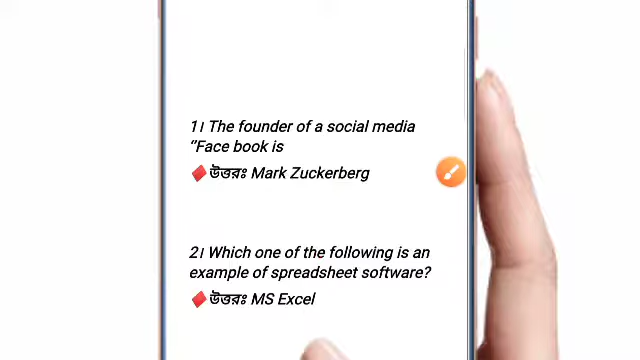 1। The founder of a social media
"Face book is
♦️উত্তরঃ Mark Zuckerberg
2। Which one of the following is an
example of spreadsheet software?
♦️উত্তরঃ MS Excel